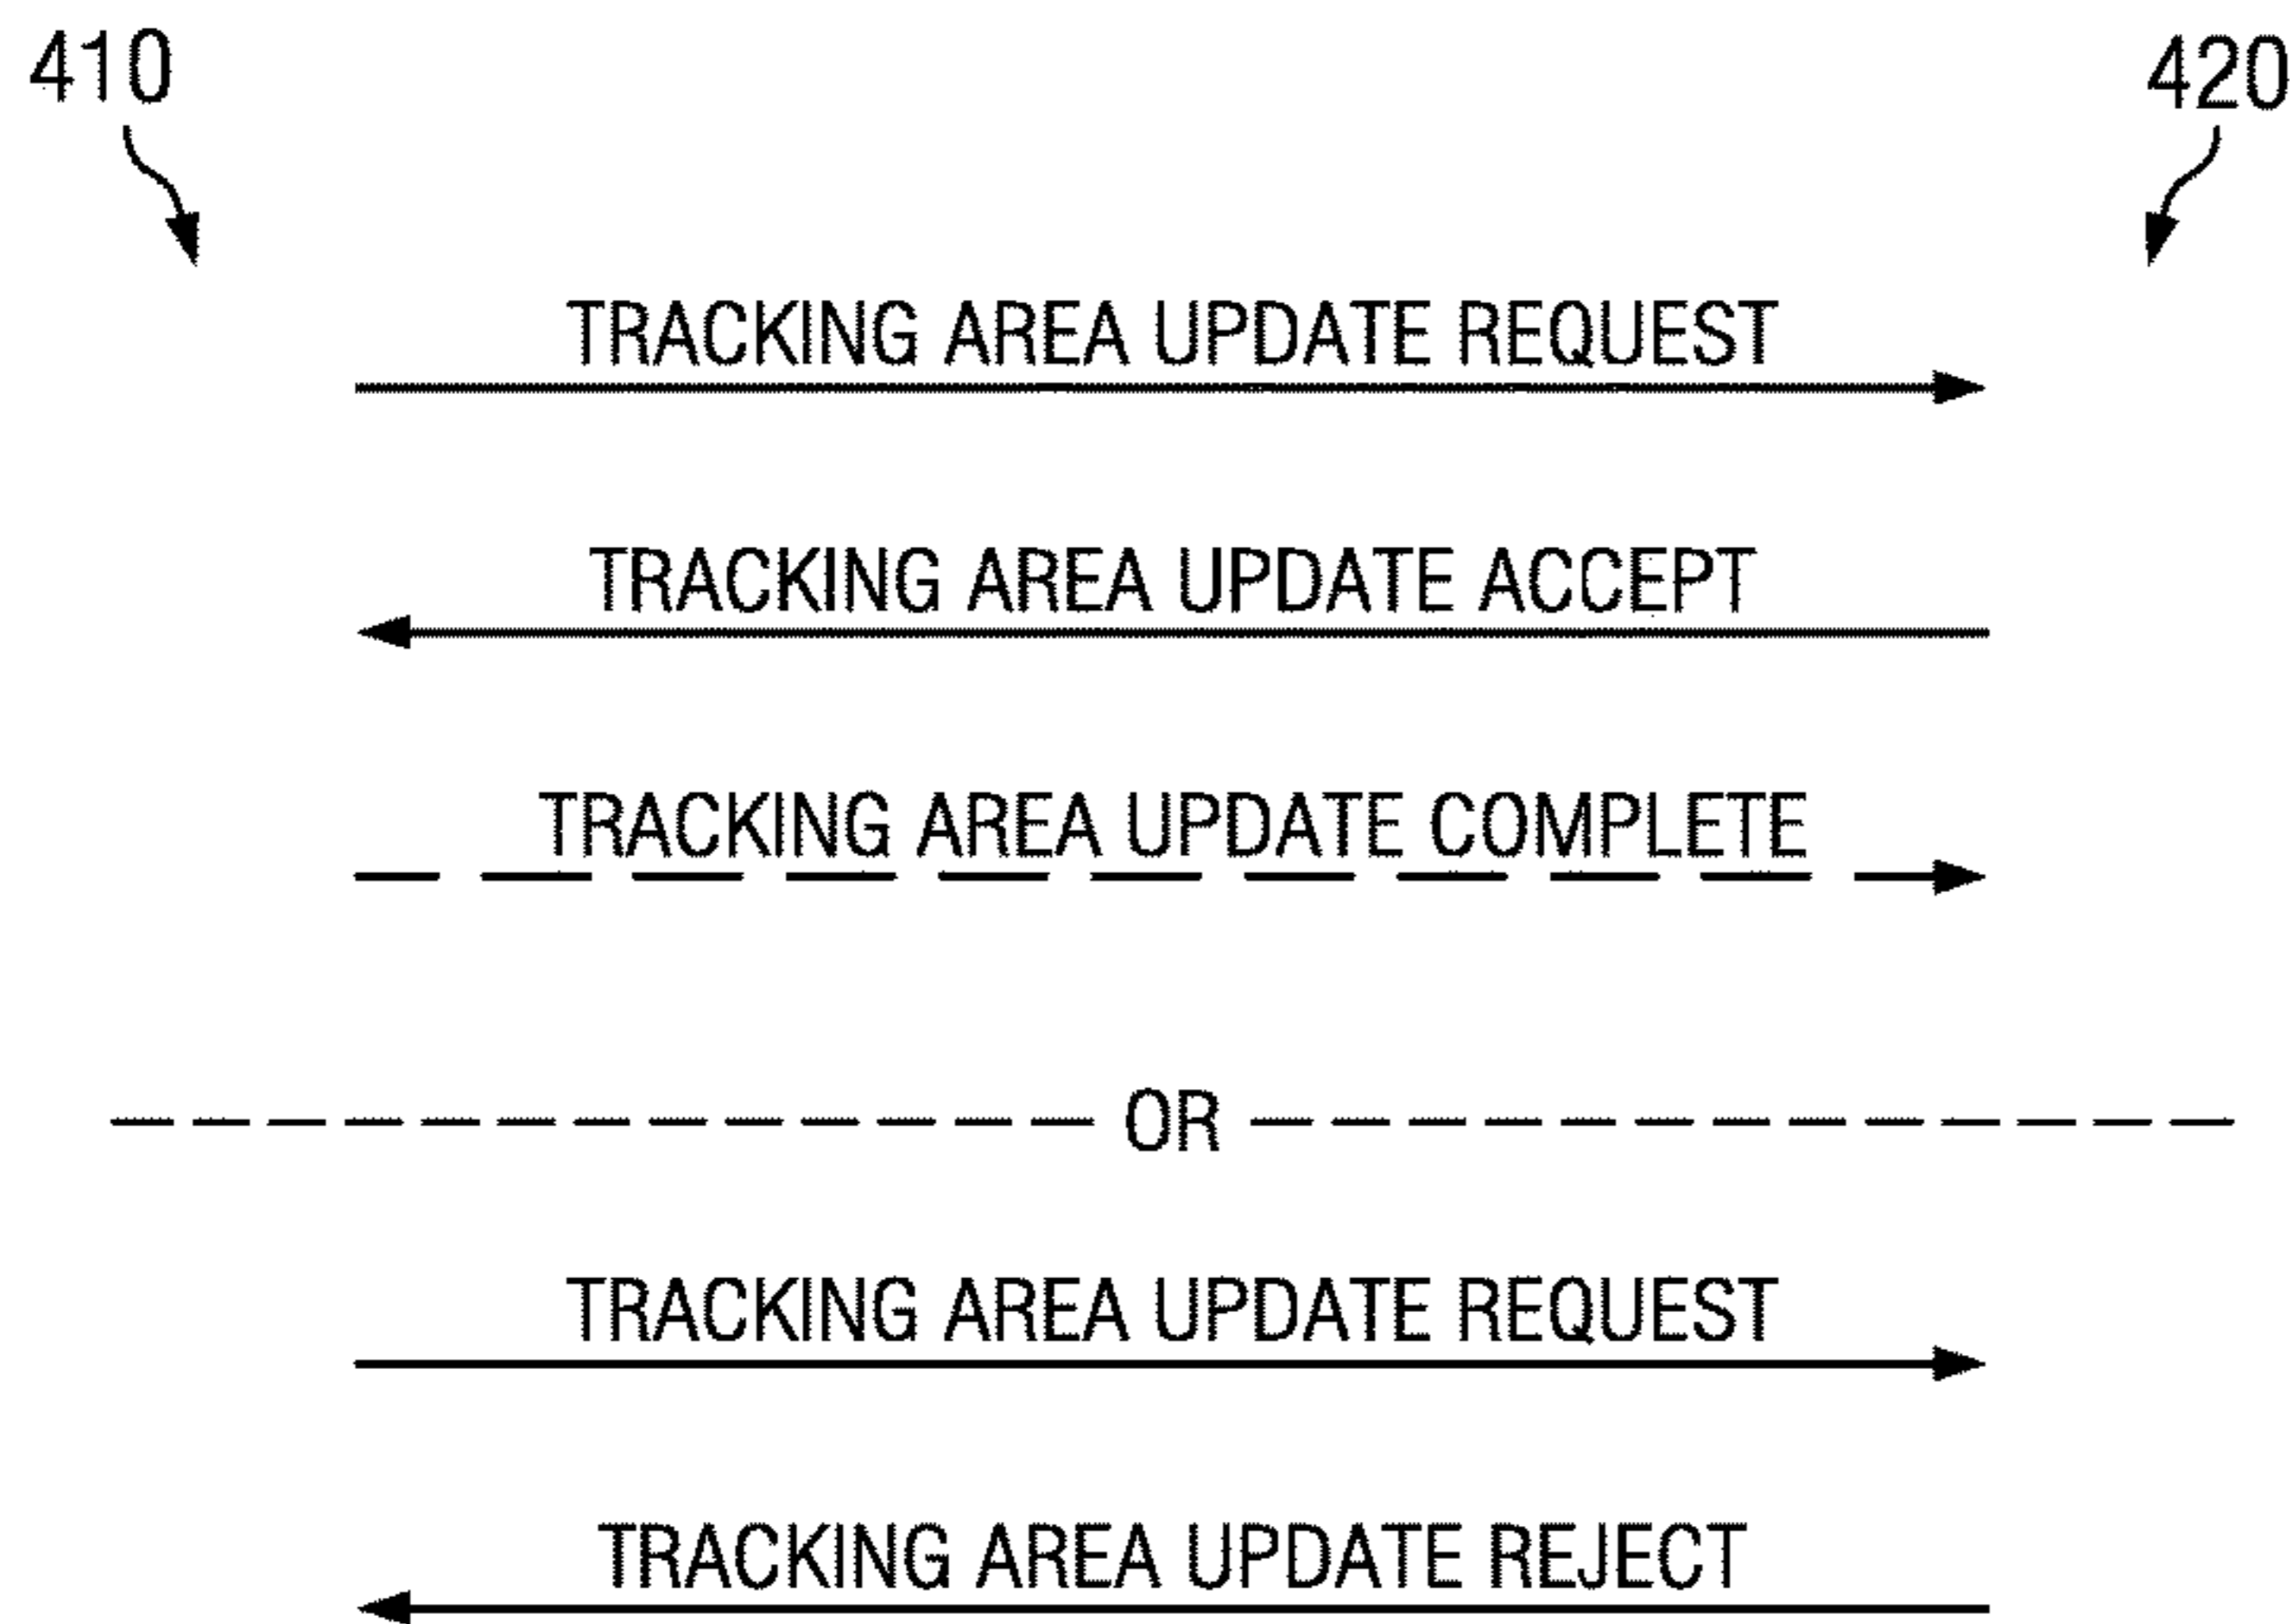 410
420
TRACKING AREA UPDATE REQUEST
TRACKING AREA UPDATE ACCEPT
TRACKING AREA UPDATE COMPLETE
OR
TRACKING AREA UPDATE REQUEST
TRACKING AREA UPDATE REJECT